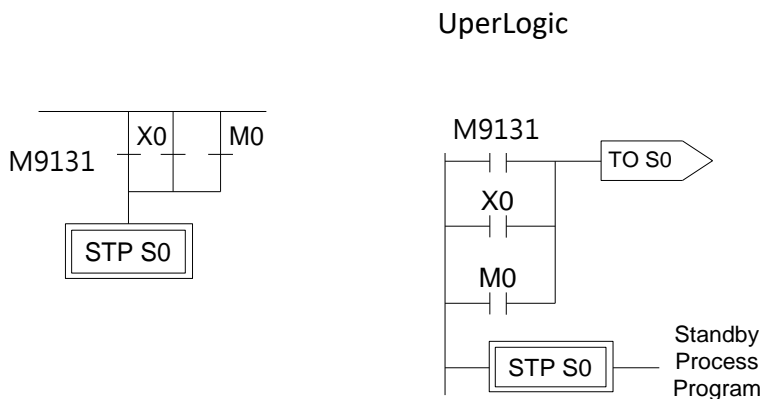 UperLogic
M9131
X0
M0
STP S0
M9131
TO S0
X0
M0
STP S0
Standby
Process
Program